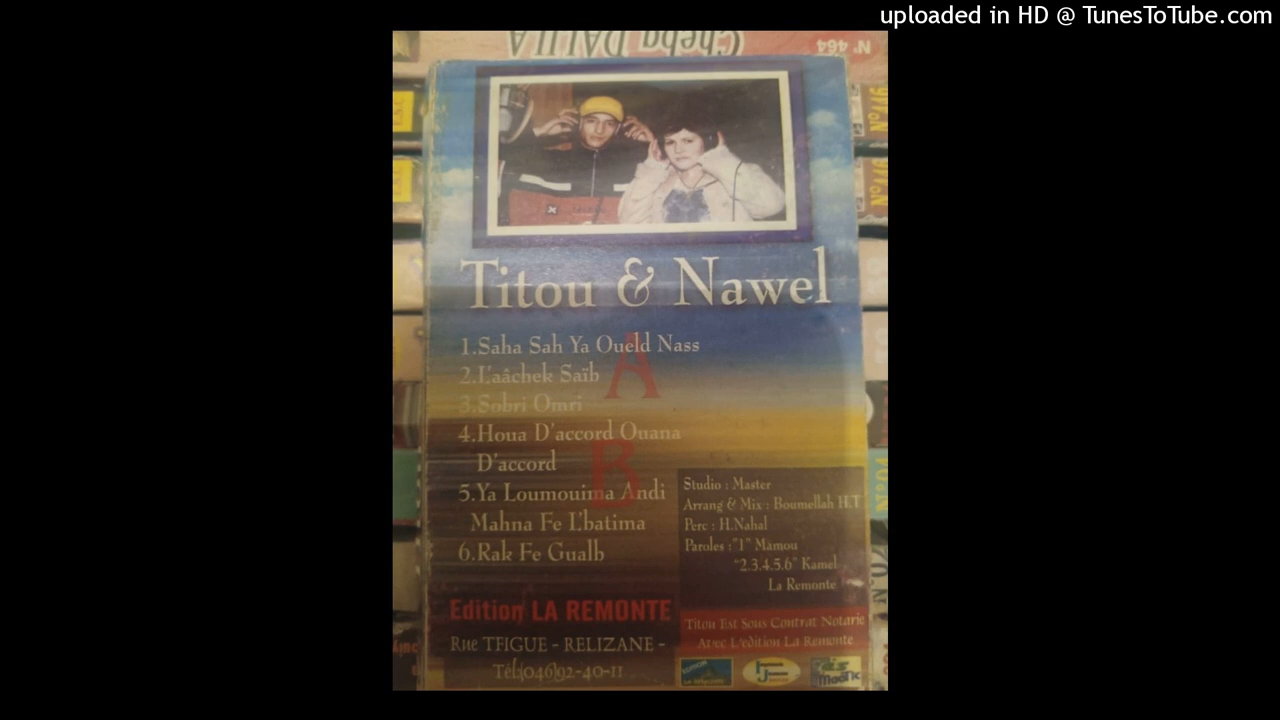 uploaded in HD @ TunesToTube.com
Cheba DALILA
N° 464
Titou & Nawel
1.Saha Sah Ya Oueld Nass
2.L'aâchek Saïb
A
3.Sobri Omri
4.Houa D'accord Ouana
D'accord
B
5.Ya Loumouima Andi
Mahna Fe L'batima
6.Rak Fe Gualb
Studio : Master
Arrang & Mix : Boumellah H.T
Perc : H.Nahal
Paroles :"1" Mamou
"2.3.4.5.6" Kamel
La Remonte
Edition LA REMONTE
Rue TFIGUE - RELIZANE -
Tél:(046)92-40-11
Titou Est Sous Contrat Notarie
Avec L'edition La Remonte
N°04